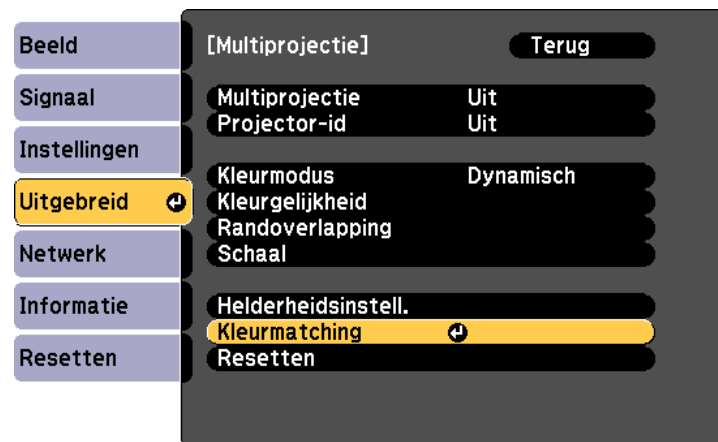 Beeld
Signaal
Instellingen
Uitgebreid
Netwerk
Informatie
Resetten
[Multiprojectie] Terug
Multiprojectie Uit
Projector-id Uit
Kleurmodus Dynamisch
Kleurgelijkheid
Randoverlapping
Schaal
Helderheidsinstell.
Kleurmatching
Resetten